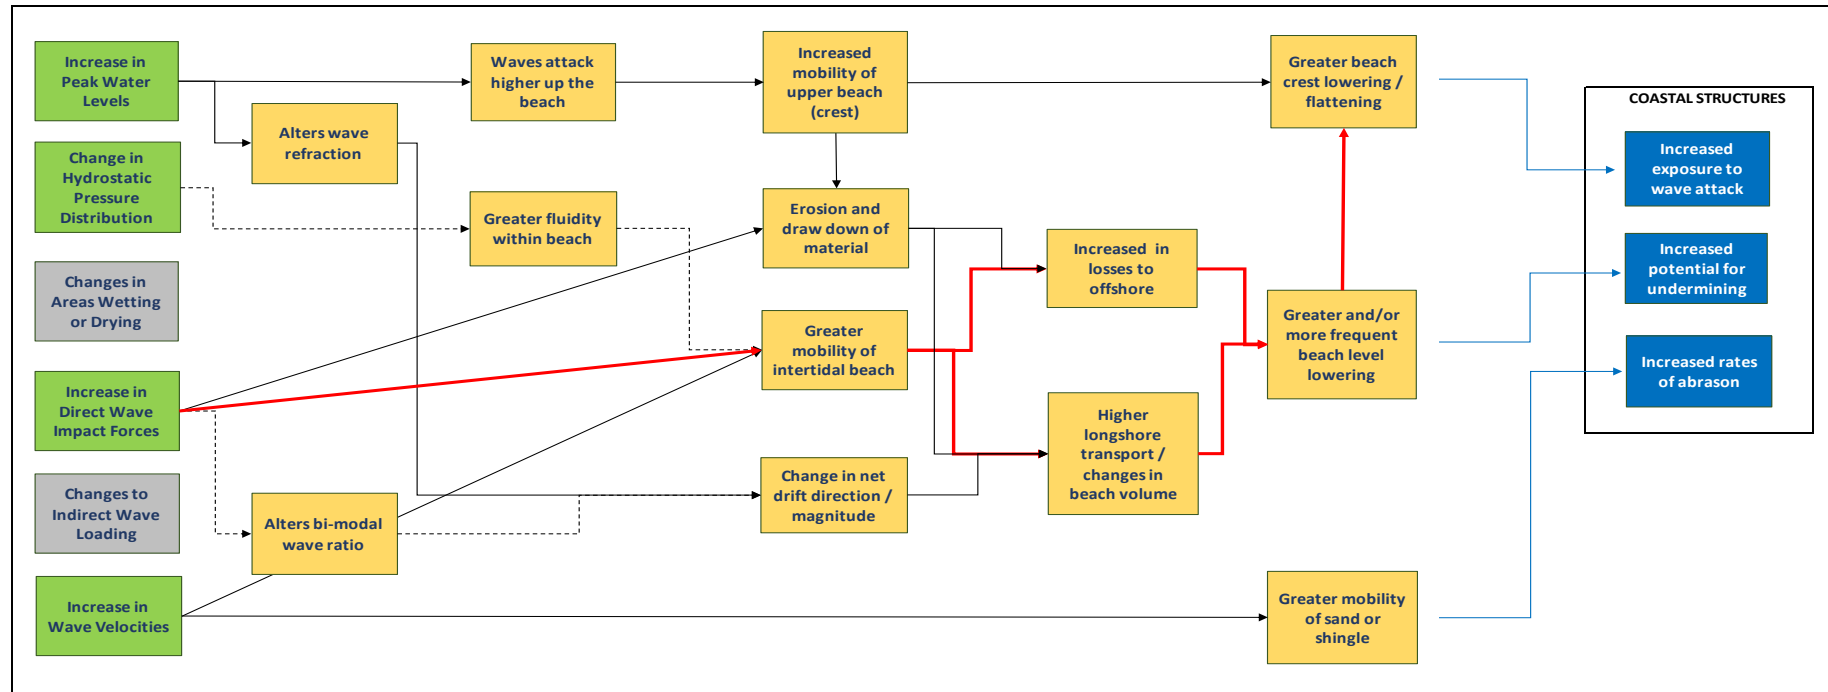 Increase in
Peak Water
Levels
Change in
Hydrostatic
Pressure
Distribution
Changes in
Areas Wetting
or Drying
Increase in
Direct Wave
Impact Forces
Changes to
Indirect Wave
Loading
Increase in
Wave Velocities
Alters wave
refraction
Alters bi-modal
wave ratio
Waves attack
higher up the
beach
Greater fluidity
within beach
Increased
mobility of
upper beach
(crest)
Erosion and
draw down of
material
Greater
mobility of
intertidal beach
Change in net
drift direction /
magnitude
Increased in
losses to
offshore
Higher
longshore
transport /
changes in
beach volume
Greater beach
crest lowering /
flattening
Greater and/or
more frequent
beach level
lowering
Greater mobility
of sand or
shingle
COASTAL STRUCTURES
Increased
exposure to
wave attack
Increased
potential for
undermining
Increased rates
of abrason